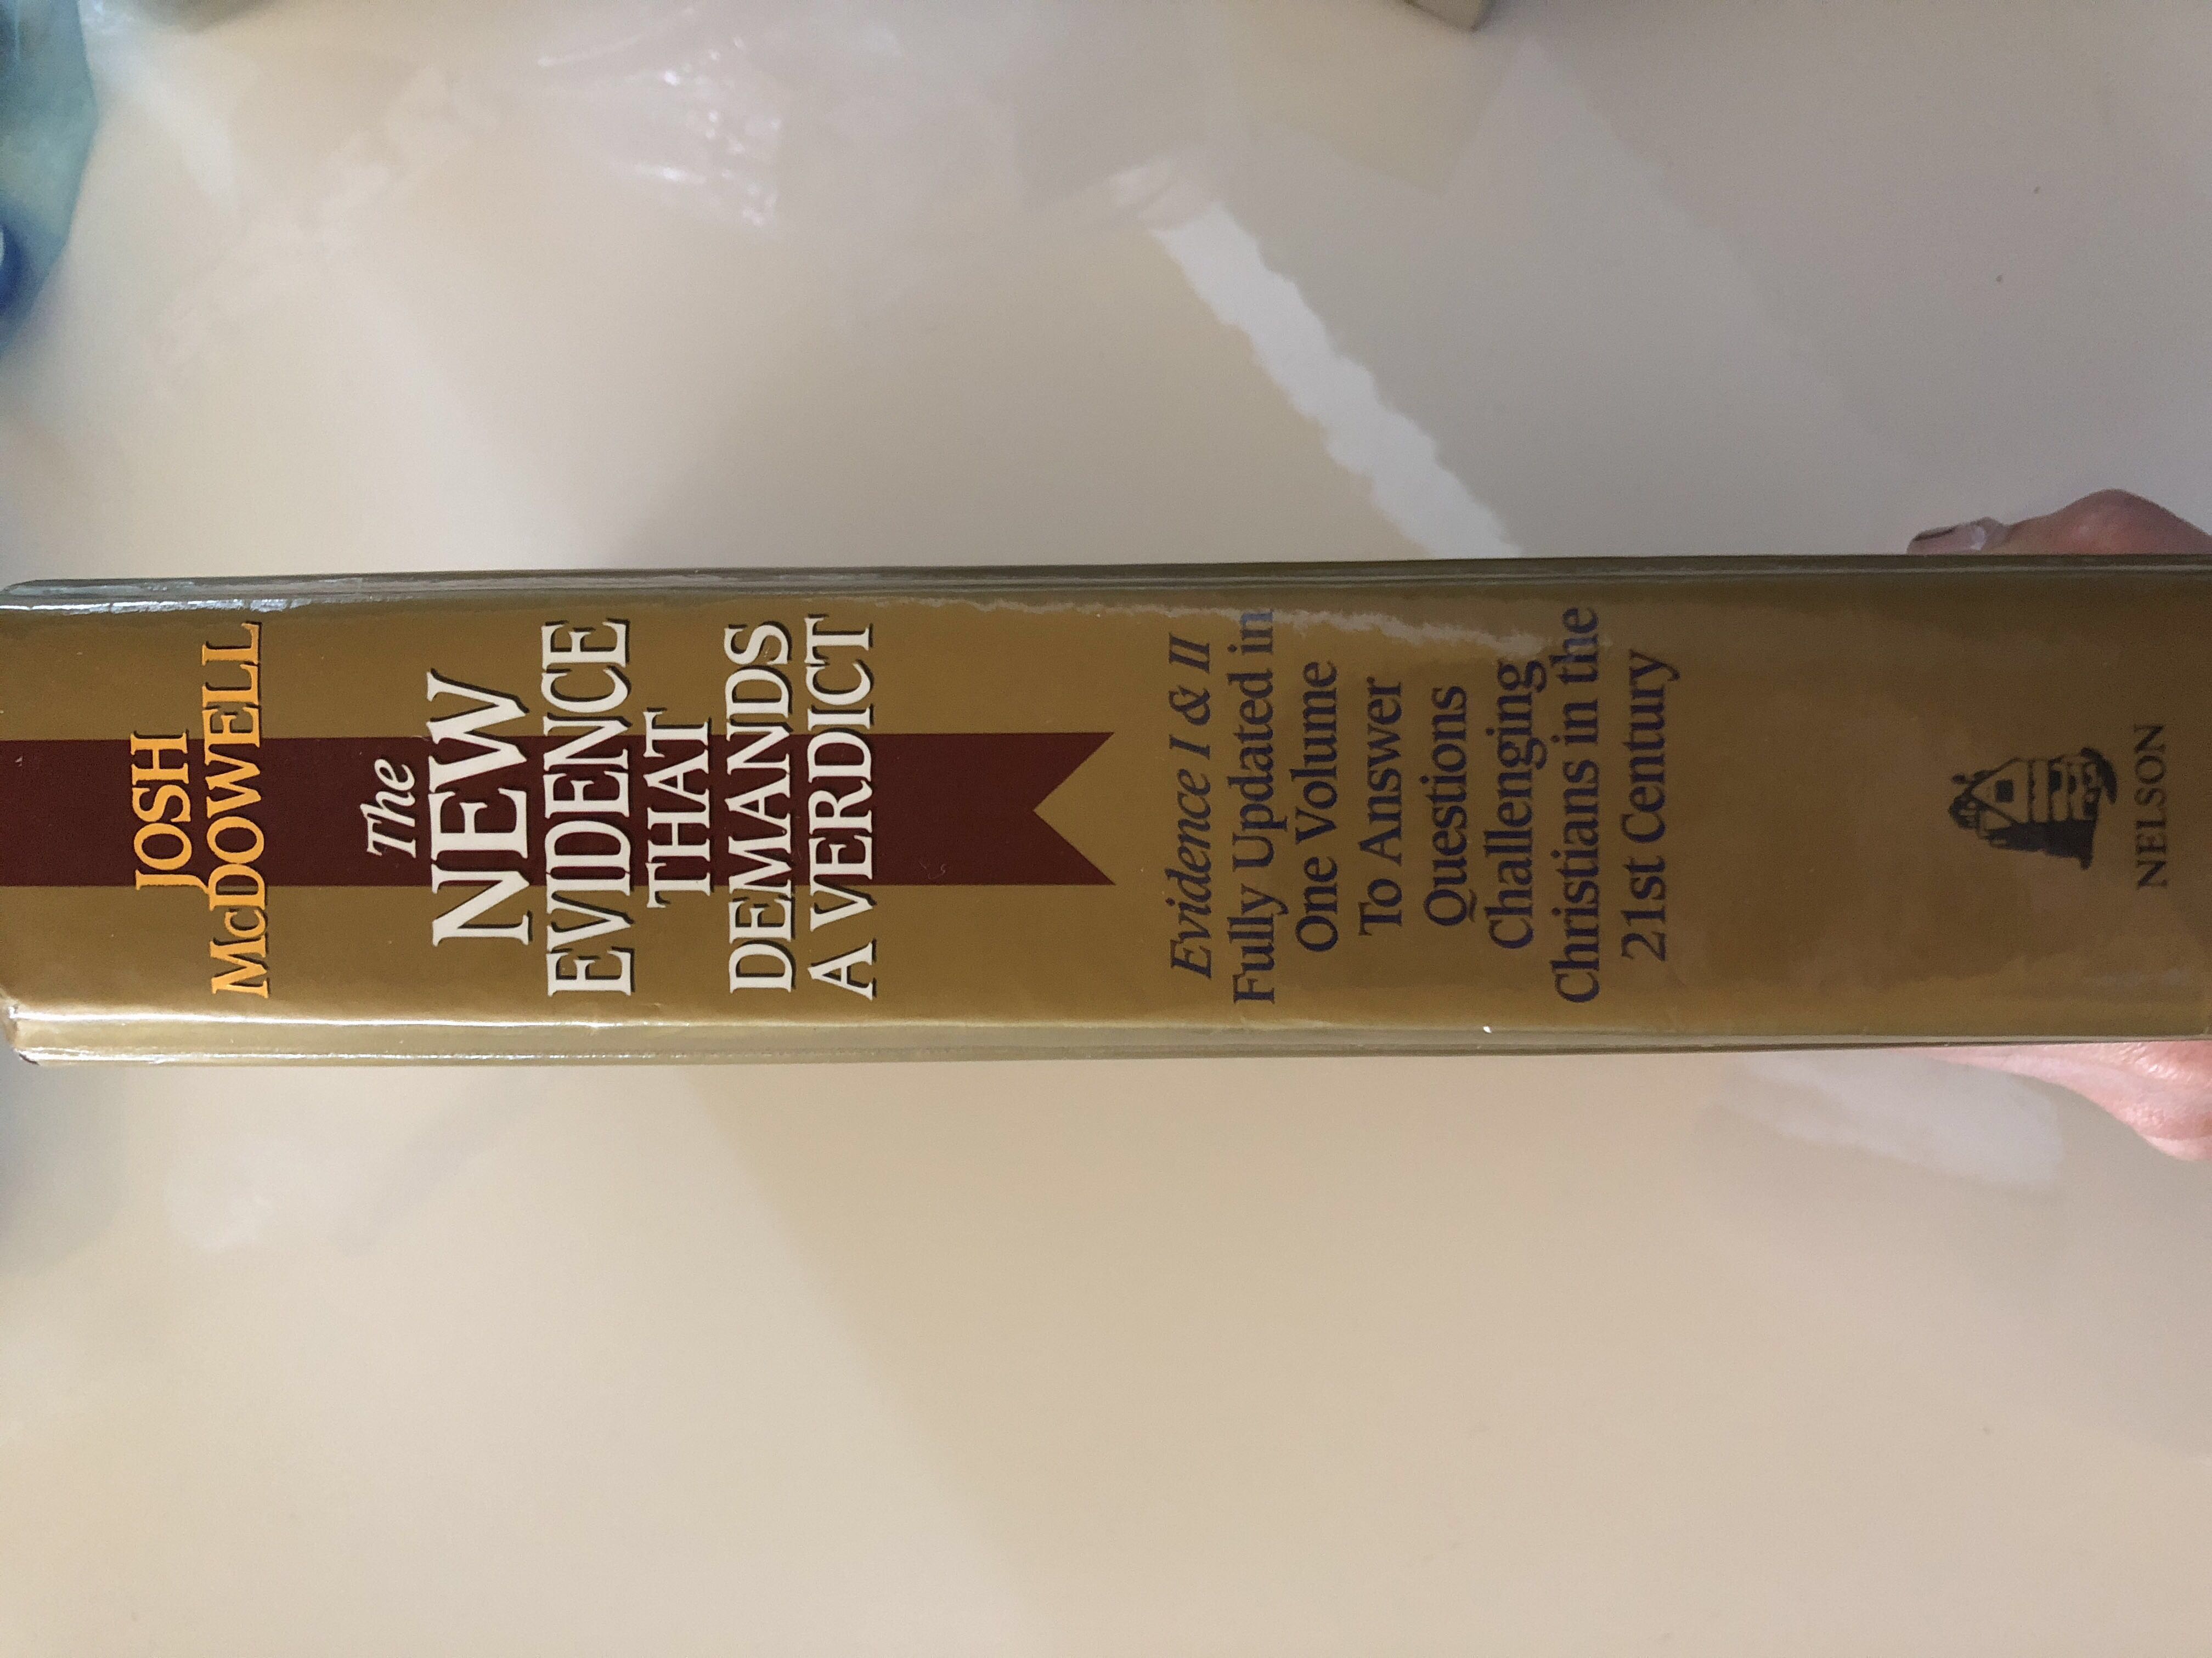 JOSH
McDOWELL
The
NEW
EVIDENCE
THAT
DEMANDS
A VERDICT
Evidence I & II
Fully Updated in
One Volume
To Answer
Questions
Challenging
Christians in the
21st Century
NELSON